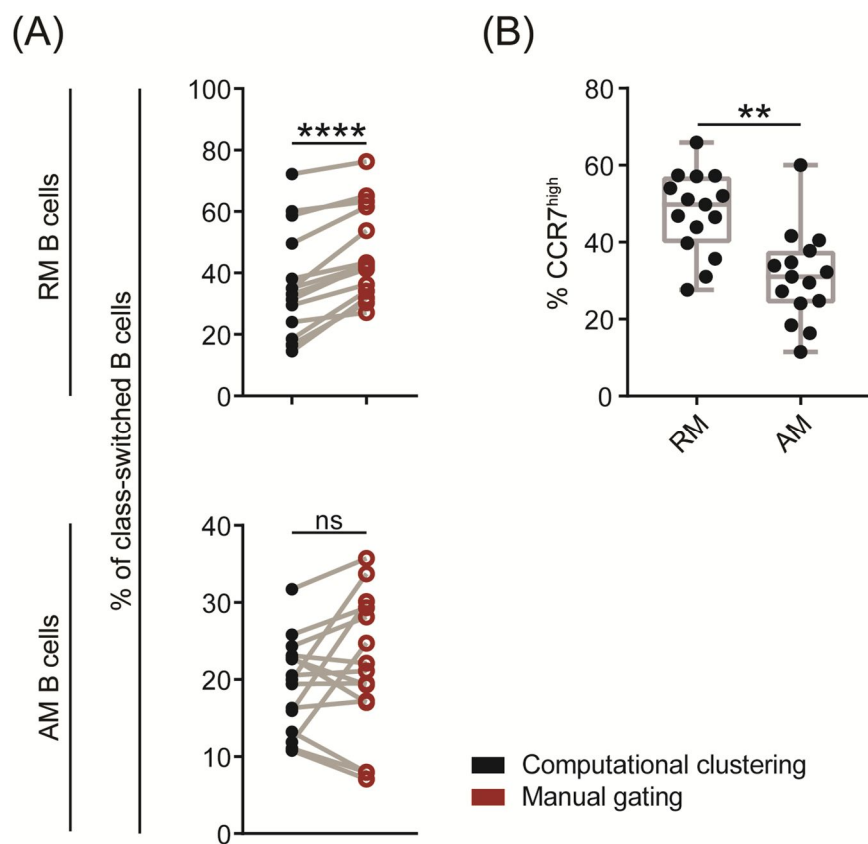 (A)
RM B cells
% of class-switched B cells
100
80
60
40
20
0
****
AM B cells
40
30
20
10
0
ns
(B)
% CCR7high
80
60
40
20
0
**
RM
AM
Computational clustering
Manual gating